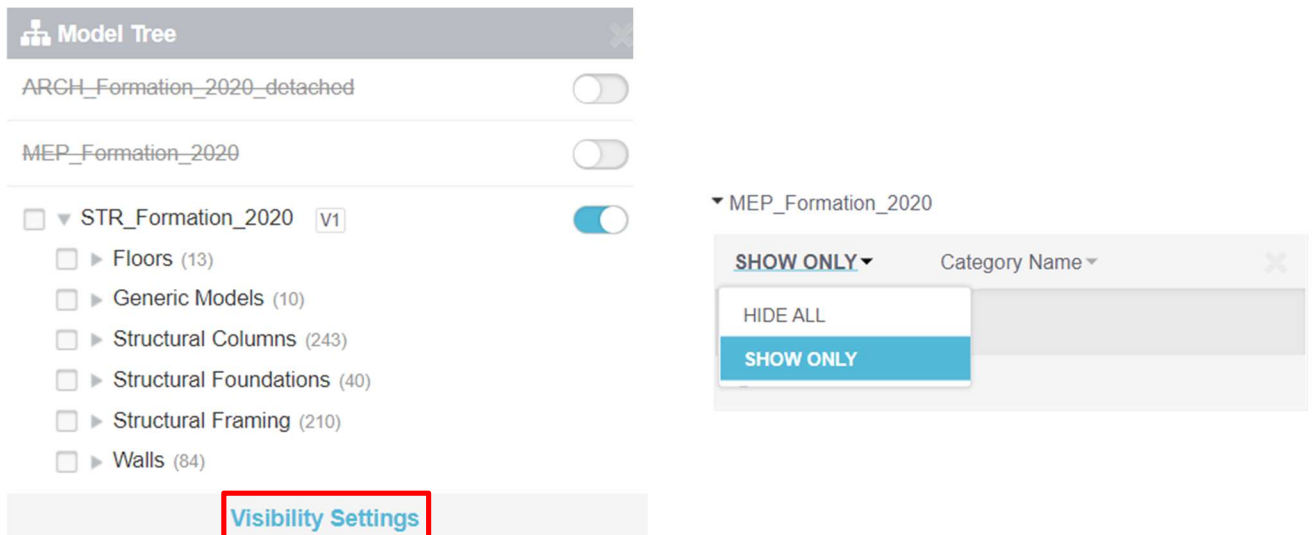 Model Tree
ARCH_Formation_2020_detached
MEP_Formation_2020
STR_Formation_2020 V1
Floors (13)
Generic Models (10)
Structural Columns (243)
Structural Foundations (40)
Structural Framing (210)
Walls (84)
Visibility Settings
MEP_Formation_2020
SHOW ONLY Category Name
HIDE ALL
SHOW ONLY